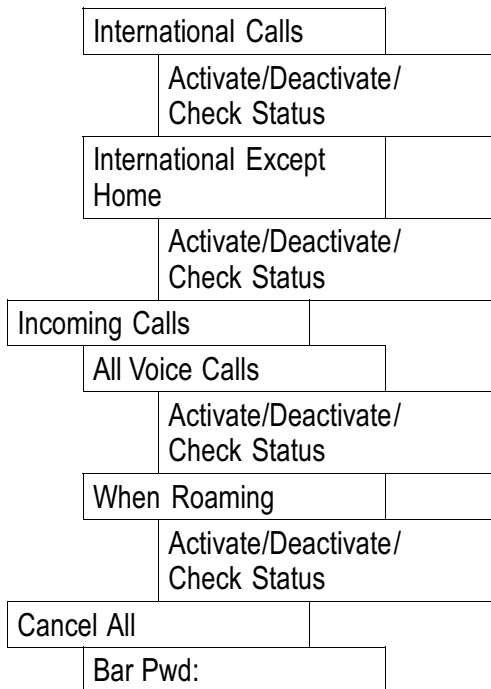 International Calls
Activate/Deactivate/
Check Status
International Except
Home
Activate/Deactivate/
Check Status
Incoming Calls
All Voice Calls
Activate/Deactivate/
Check Status
When Roaming
Activate/Deactivate/
Check Status
Cancel All
Bar Pwd: